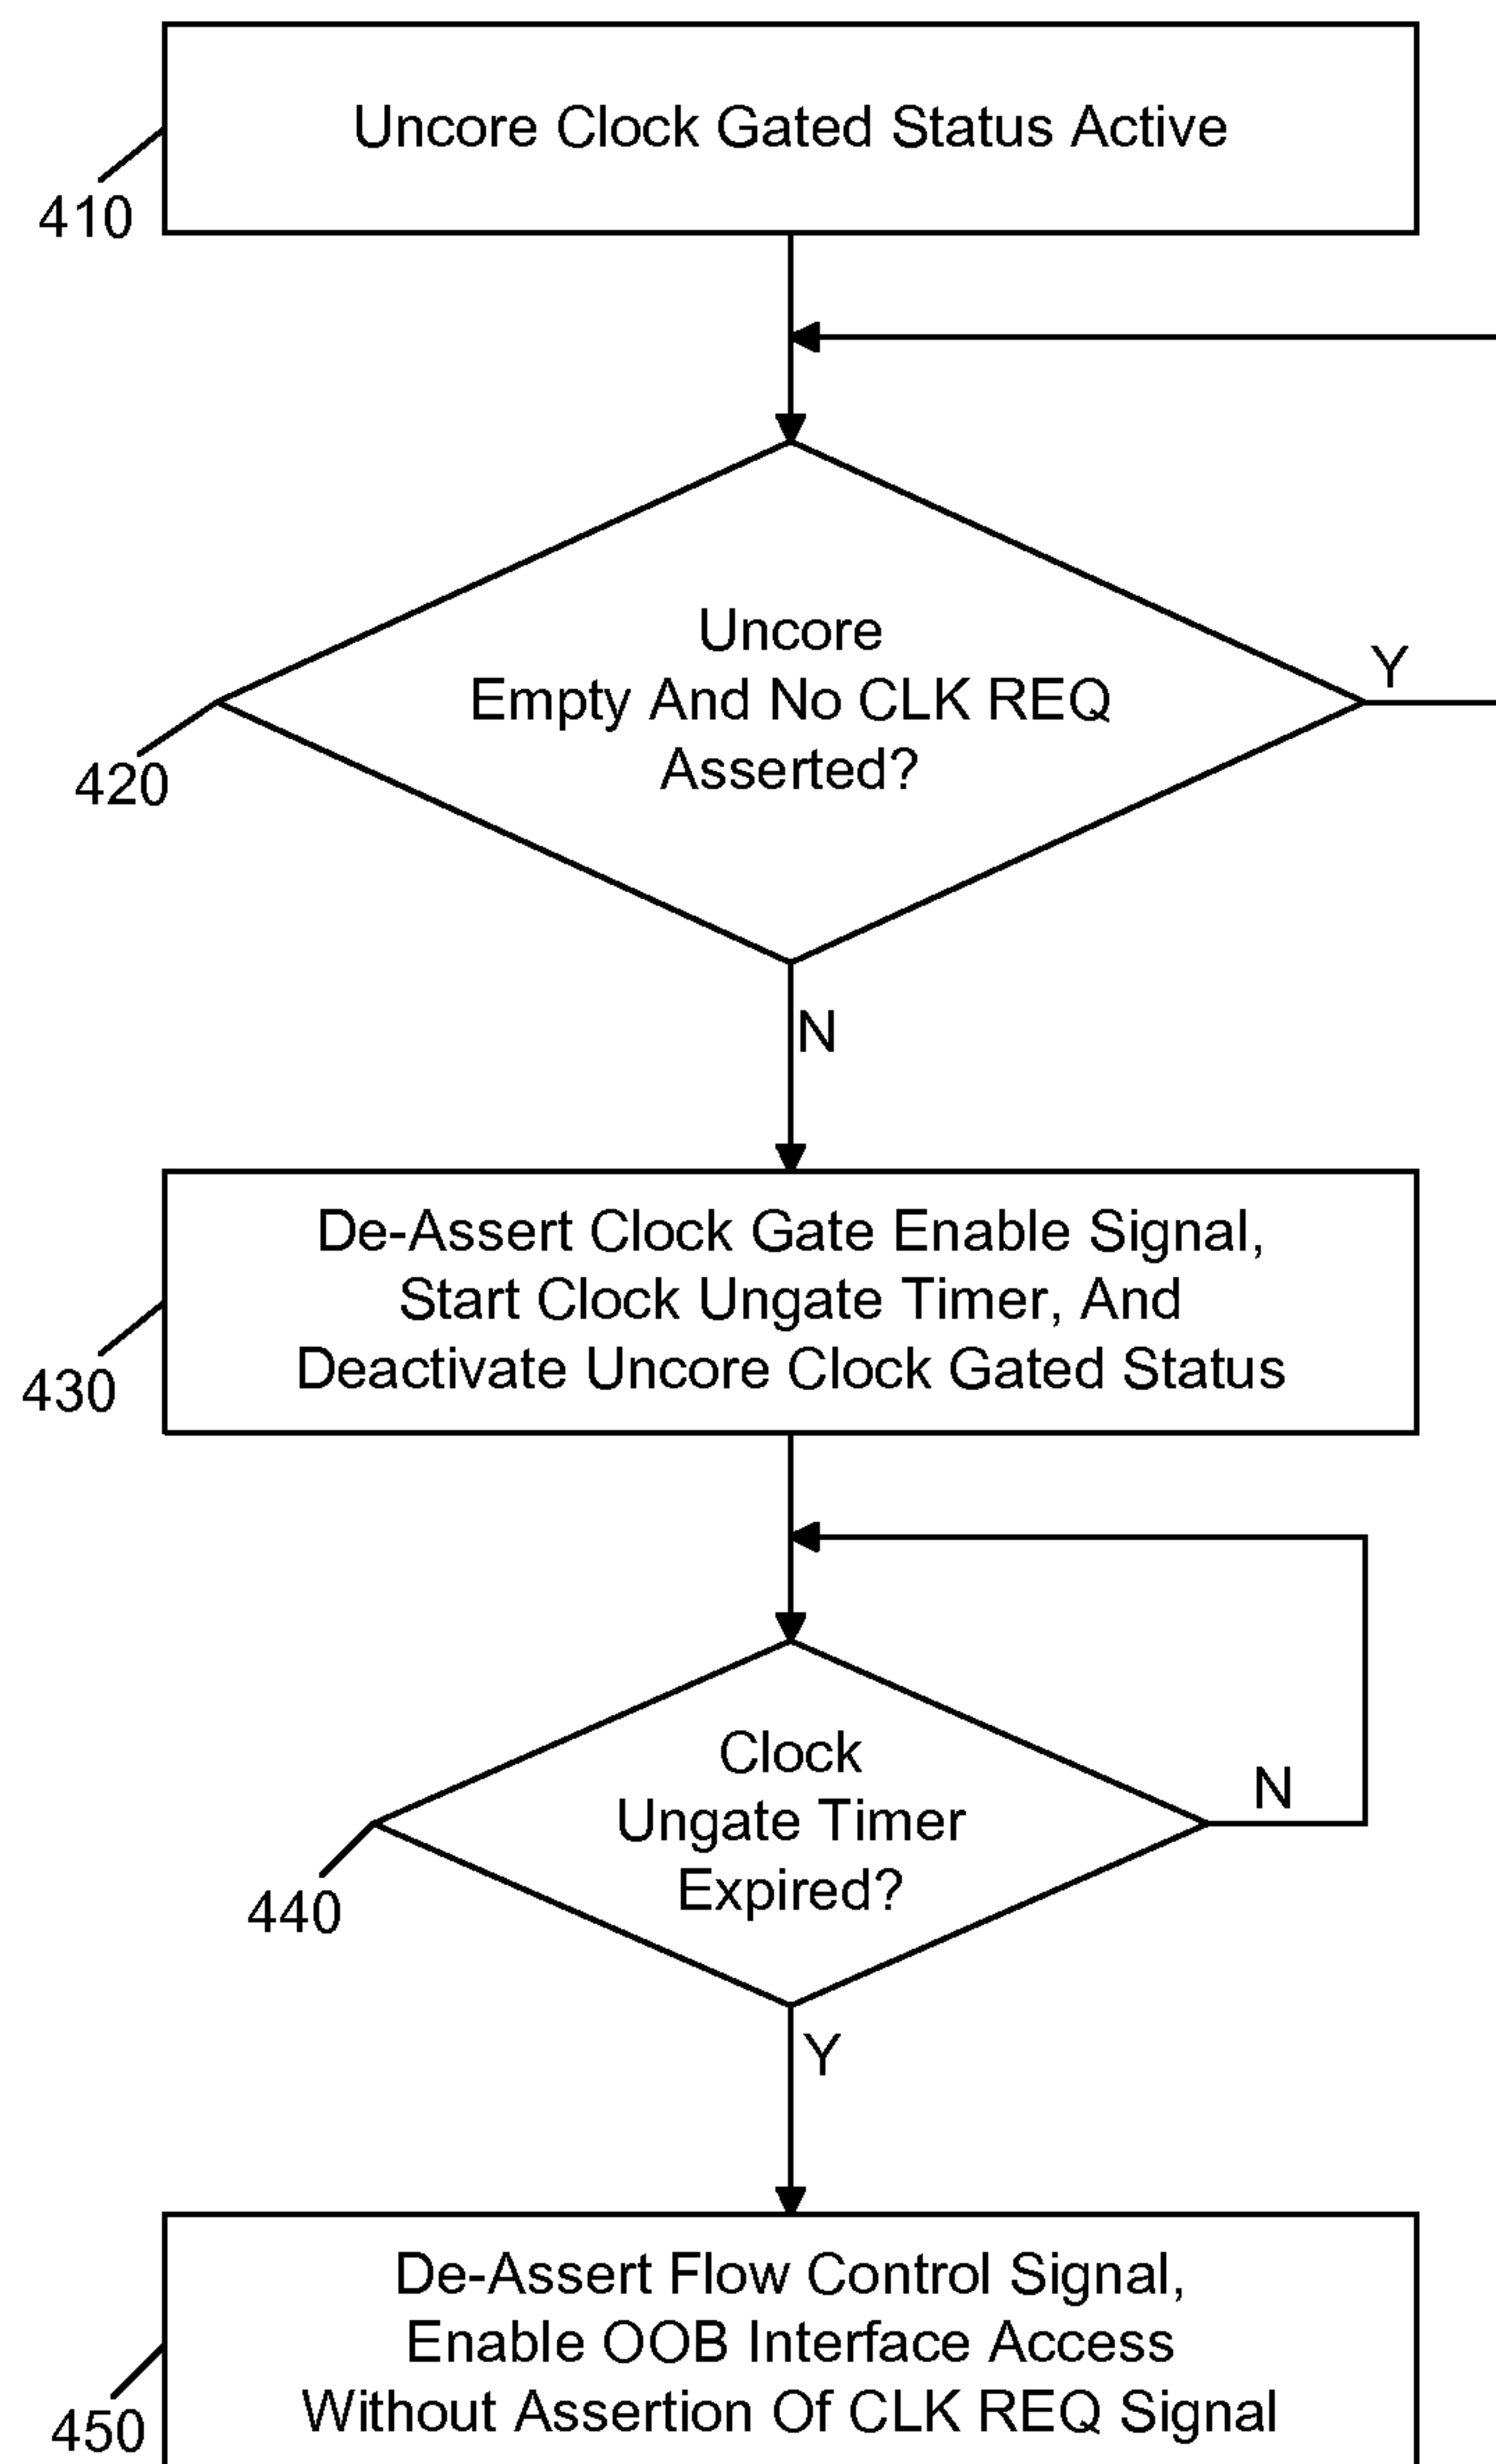 Uncore Clock Gated Status Active
410
Uncore
Empty And No CLK REQ
Asserted?
Y
420
N
De-Assert Clock Gate Enable Signal,
Start Clock Ungate Timer, And
Deactivate Uncore Clock Gated Status
430
Clock
Ungate Timer
Expired?
N
440
Y
De-Assert Flow Control Signal,
Enable OOB Interface Access
Without Assertion Of CLK REQ Signal
450